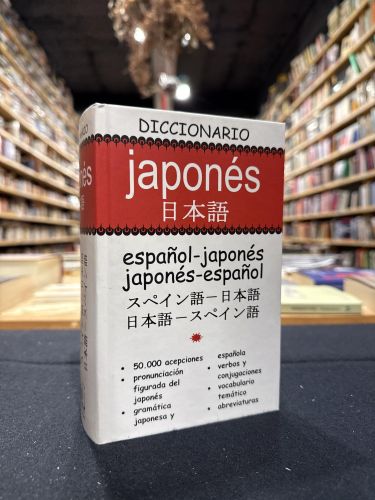 DICCIONARIO
japonés
日本語
español-japonés
japonés-español
スペイン語－日本語
日本語－スペイン語
• 50.000 acepciones
• pronunciación
figurada del
japonés
• gramática
japonesa y
española
• verbos y
conjugaciones
• vocabulario
temático
• abreviaturas